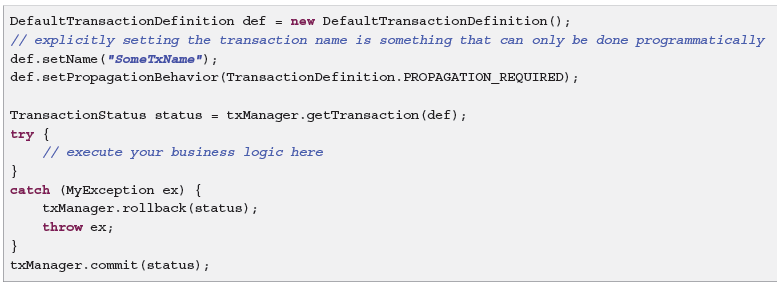 DefaultTransactionDefinition def = new DefaultTransactionDefinition();
// explicitly setting the transaction name is something that can only be done programmatically
def.setName("SomeTxName");
def.setPropagationBehavior(TransactionDefinition.PROPAGATION_REQUIRED);

TransactionStatus status = txManager.getTransaction(def);
try {
    // execute your business logic here
}
catch (MyException ex) {
    txManager.rollback(status);
    throw ex;
}
txManager.commit(status);